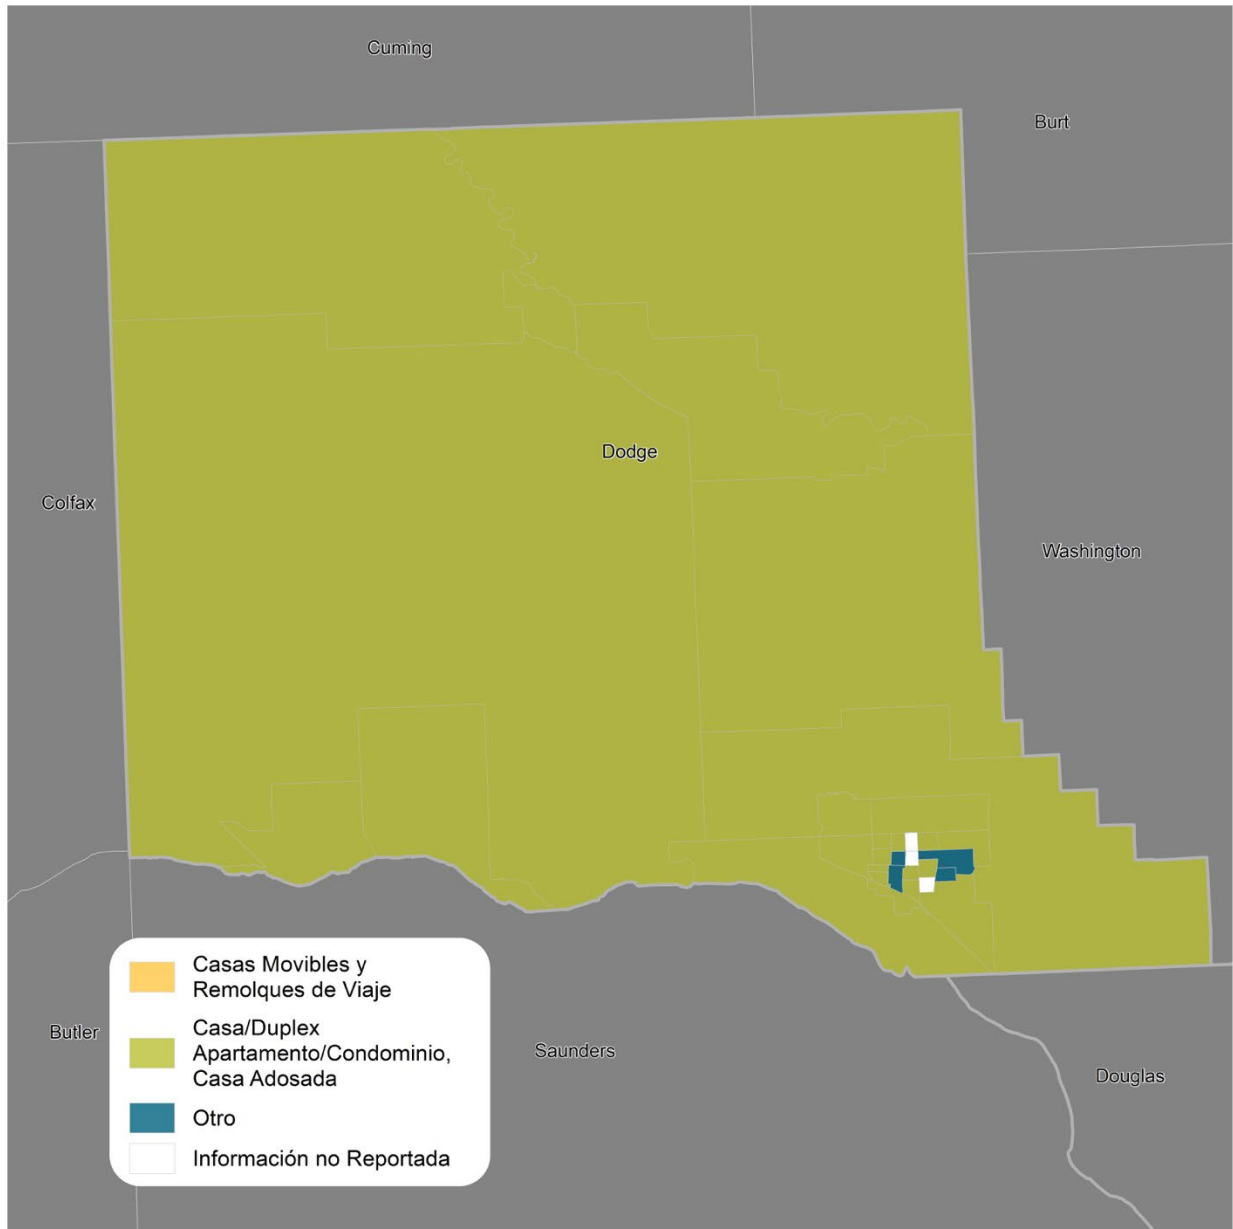 Cuming
Burt
Dodge
Colfax
Washington
Casas Movibles y
Remolques de Viaje
Casa/Duplex
Apartamento/Condominio,
Casa Adosada
Otro
Información no Reportada
Butler
Saunders
Douglas